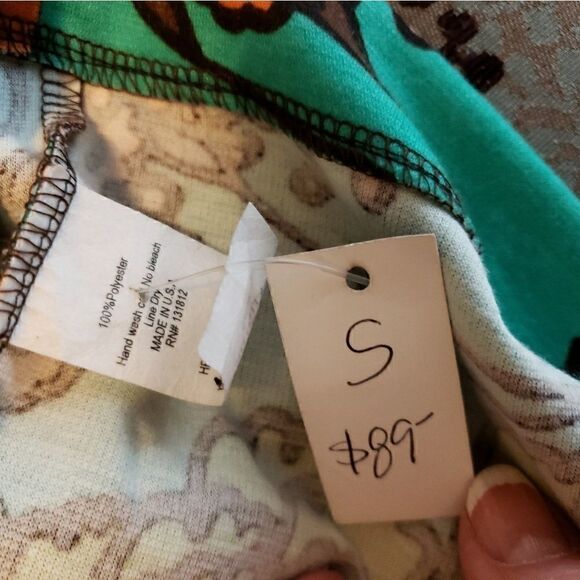 100%Polyester
Hand wash cold No bleach
Line Dry
MADE IN U.S.
RN# 131812
S
$89-